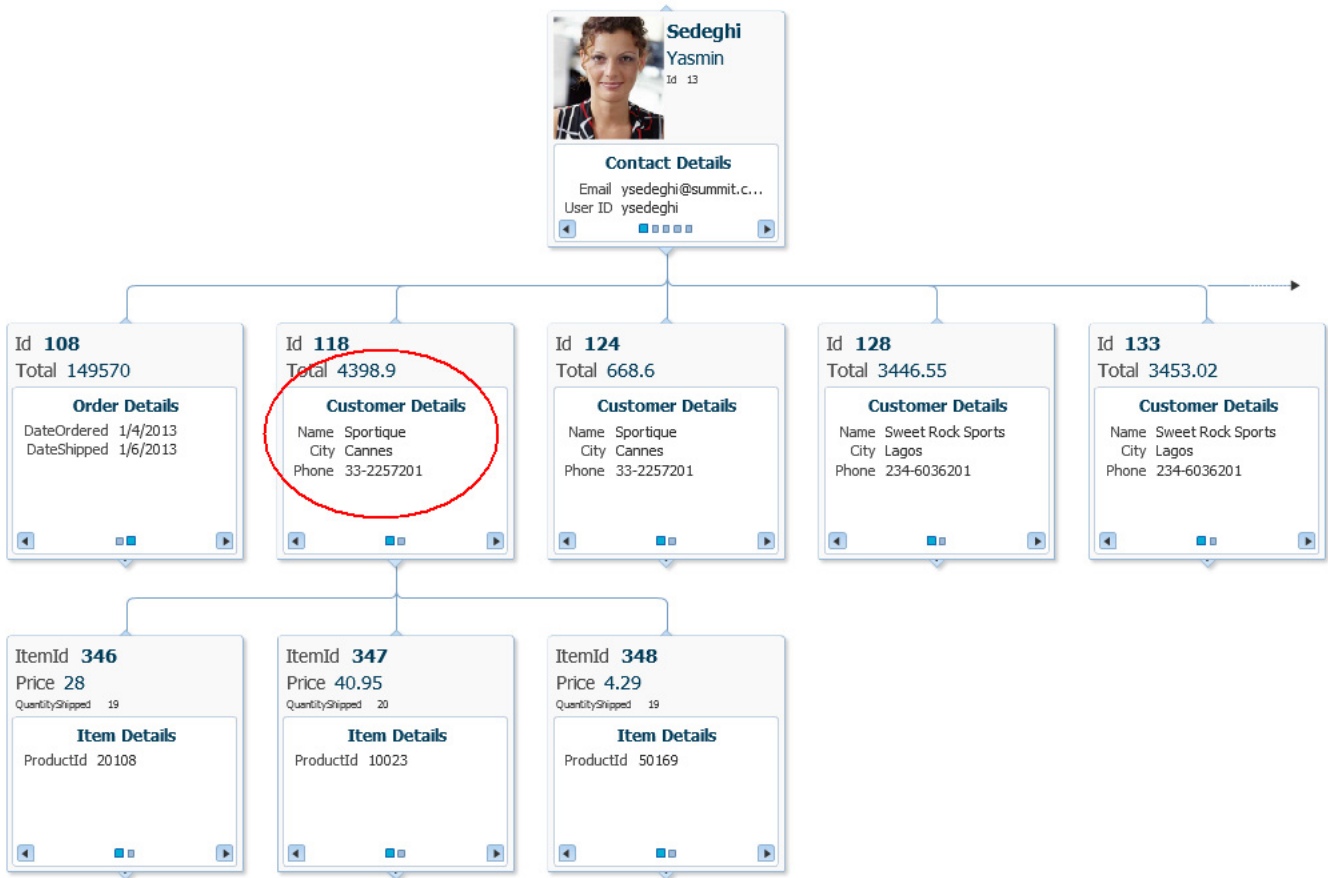 Sedeghi
Yasmin
Id 13
Contact Details
Email ysedeghi@summit.c...
User ID ysedeghi
Id 108
Total 149570
Order Details
DateOrdered 1/4/2013
DateShipped 1/6/2013
Id 118
Total 4398.9
Customer Details
Name Sportique
City Cannes
Phone 33-2257201
Id 124
Total 668.6
Customer Details
Name Sportique
City Cannes
Phone 33-2257201
Id 128
Total 3446.55
Customer Details
Name Sweet Rock Sports
City Lagos
Phone 234-6036201
Id 133
Total 3453.02
Customer Details
Name Sweet Rock Sports
City Lagos
Phone 234-6036201
ItemId 346
Price 28
QuantityShipped 19
Item Details
ProductId 20108
ItemId 347
Price 40.95
QuantityShipped 20
Item Details
ProductId 10023
ItemId 348
Price 4.29
QuantityShipped 19
Item Details
ProductId 50169